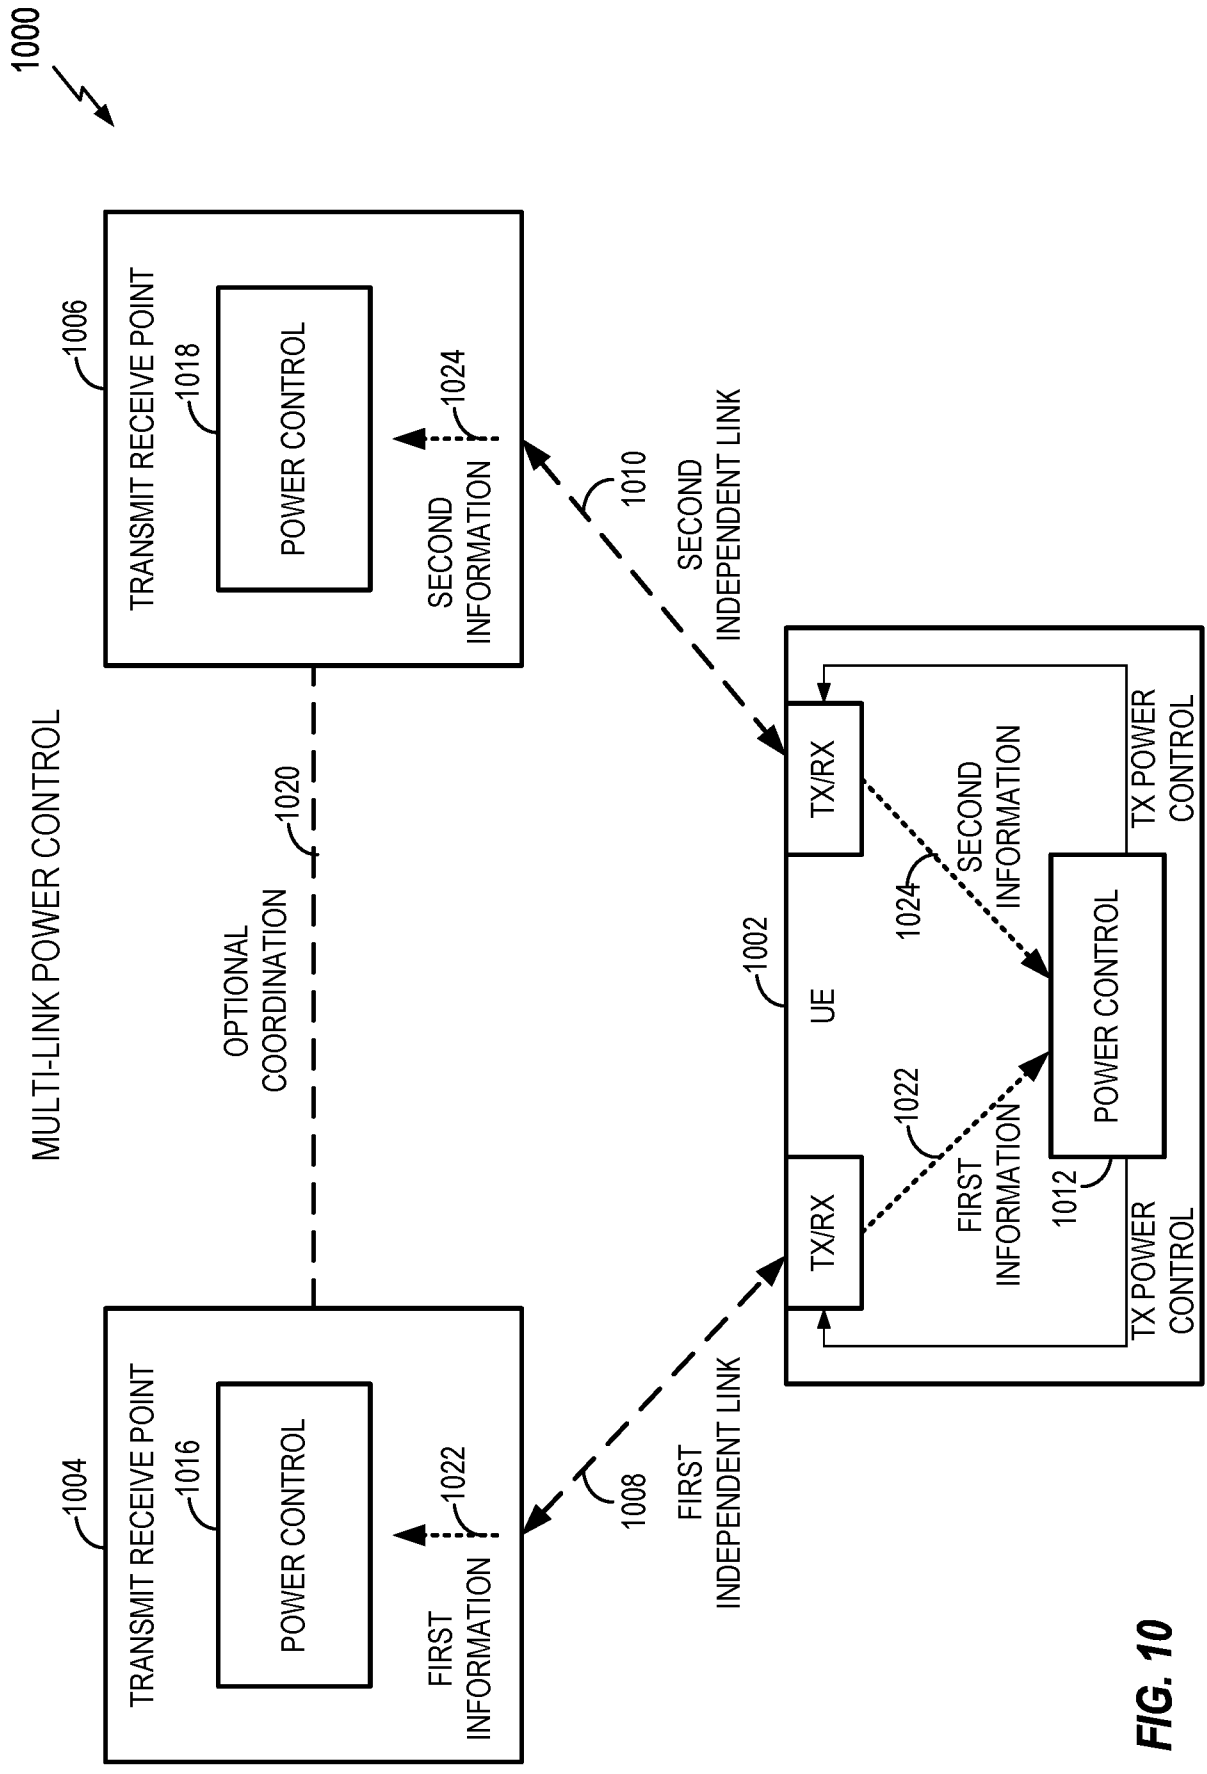 MULTI-LINK POWER CONTROL
1000
1004
TRANSMIT RECEIVE POINT
1016
POWER CONTROL
FIRST
INFORMATION
1022
OPTIONAL
COORDINATION
1020
1006
TRANSMIT RECEIVE POINT
1018
POWER CONTROL
SECOND
INFORMATION
1024
1008
FIRST
INDEPENDENT LINK
1010
SECOND
INDEPENDENT LINK
1002
TX/RX
UE
TX/RX
1022
FIRST
INFORMATION
1024
SECOND
INFORMATION
1012
POWER CONTROL
TX POWER
CONTROL
TX POWER
CONTROL
FIG. 10